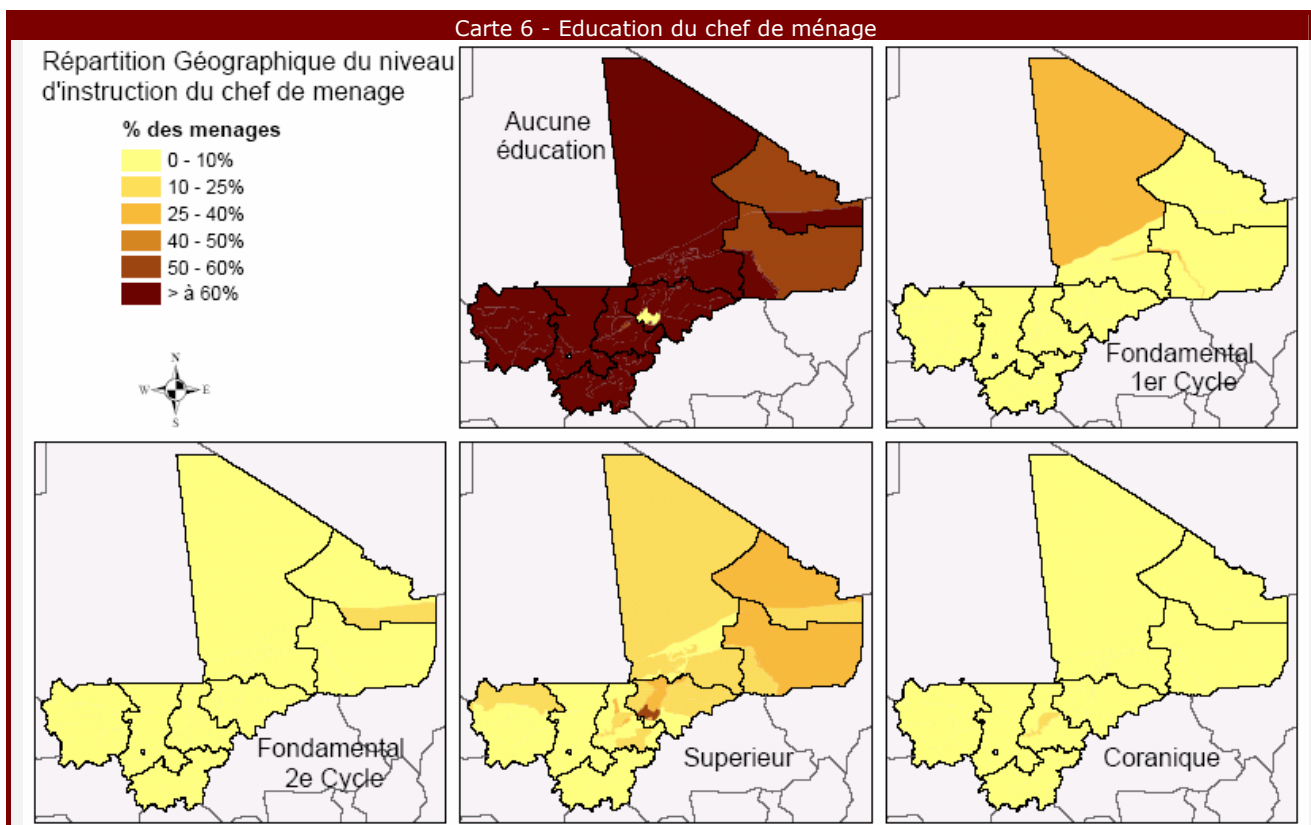 Carte 6 - Education du chef de ménage
Répartition Géographique du niveau
d'instruction du chef de menage
% des menages
0 - 10%
10 - 25%
25 - 40%
40 - 50%
50 - 60%
> à 60%
N
W E
S
Aucune
éducation
Fondamental
1er Cycle
Fondamental
2e Cycle
Superieur
Coranique